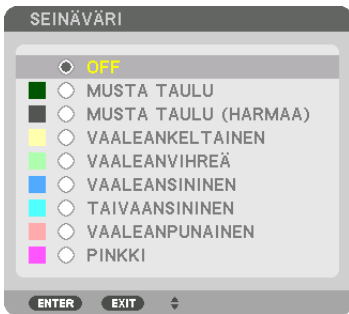 SEINÄVÄRI
OFF
MUSTA TAULU
MUSTA TAULU (HARMAA)
VAALEANKELTAINEN
VAALEANVIHREÄ
VAALEANSININEN
TAIVAANSININEN
VAALEANPUNAINEN
PINKKI
ENTER EXIT